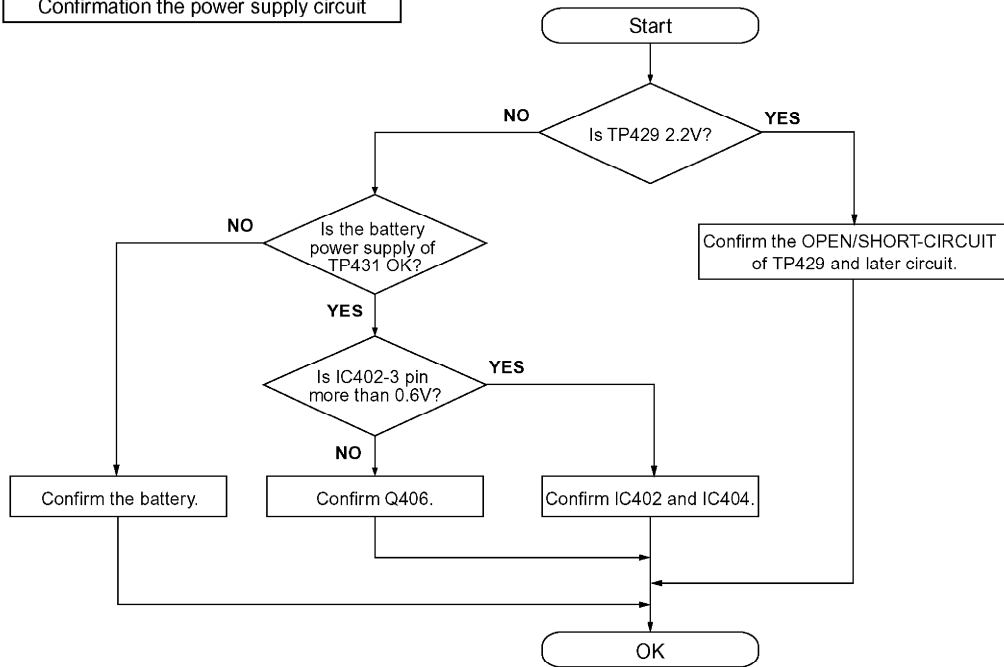 Confirmation the power supply circuit
Start
Is TP429 2.2V?
NO
YES
Is the battery
power supply of
TP431 OK?
NO
YES
Confirm the OPEN/SHORT-CIRCUIT
of TP429 and later circuit.
Is IC402-3 pin
more than 0.6V?
YES
NO
Confirm the battery.
Confirm Q406.
Confirm IC402 and IC404.
OK